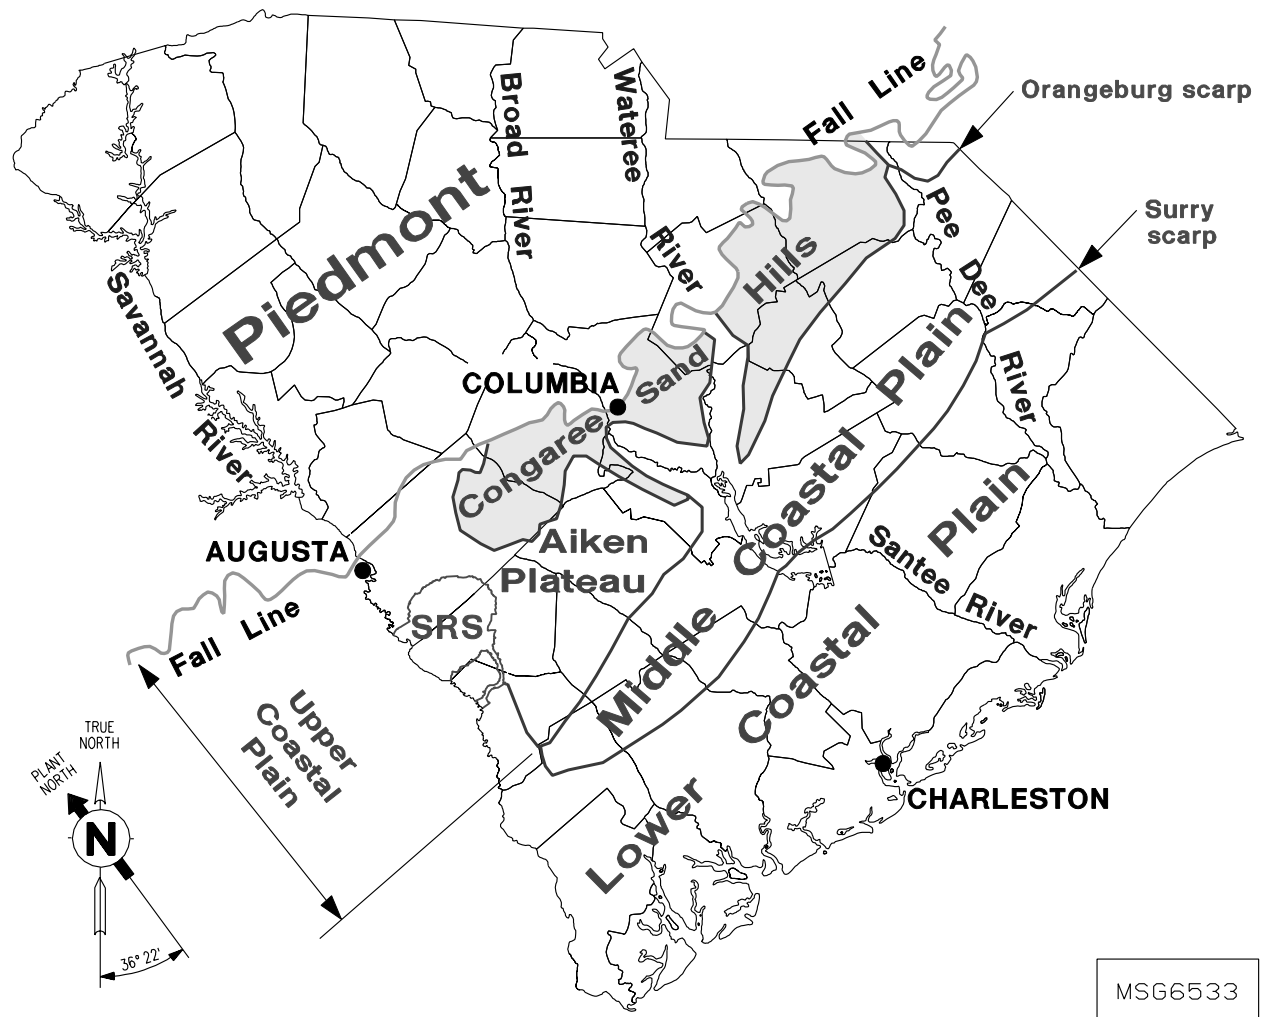 Fall Line
Orangeburg scarp
Broad
River
Wateree
River
Piedmont
Pee
Dee
River
Surry
scarp
Savannah
River
Sand
Hills
COLUMBIA
Congaree
AUGUSTA
Aiken
Plateau
SRS
Fall Line
Middle
Coastal
Plain
Lower
Coastal
Plain
Santee
River
Upper
Coastal
Plain
CHARLESTON
TRUE
NORTH
PLANT
NORTH
N
36° 22'
MSG6533